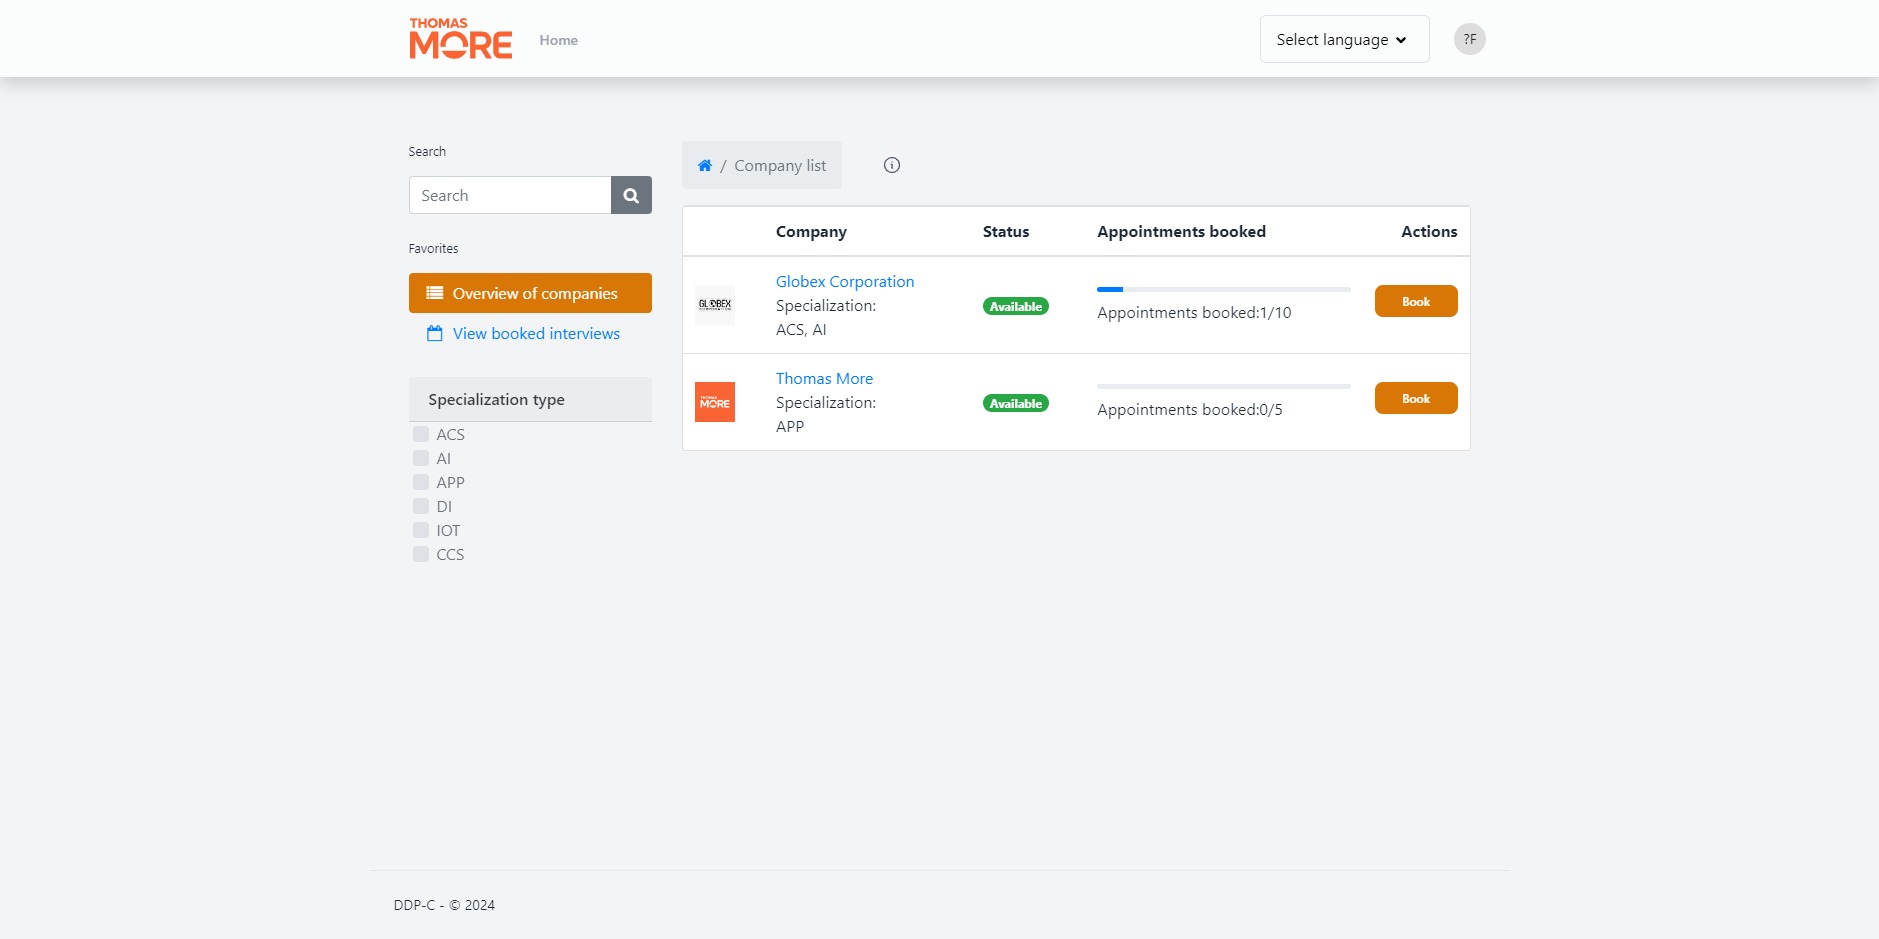 THOMAS
MORE
Home
Select language
?F
Search
Search
Favorites
Overview of companies
View booked interviews
Specialization type
ACS
AI
APP
DI
IOT
CCS
/ Company list
Company Status Appointments booked Actions
GLOBEX
CORPORATION
Globex Corporation
Specialization:
ACS, AI
Available
Appointments booked:1/10
Book
THOMAS
MORE
Thomas More
Specialization:
APP
Available
Appointments booked:0/5
Book
DDP-C - © 2024